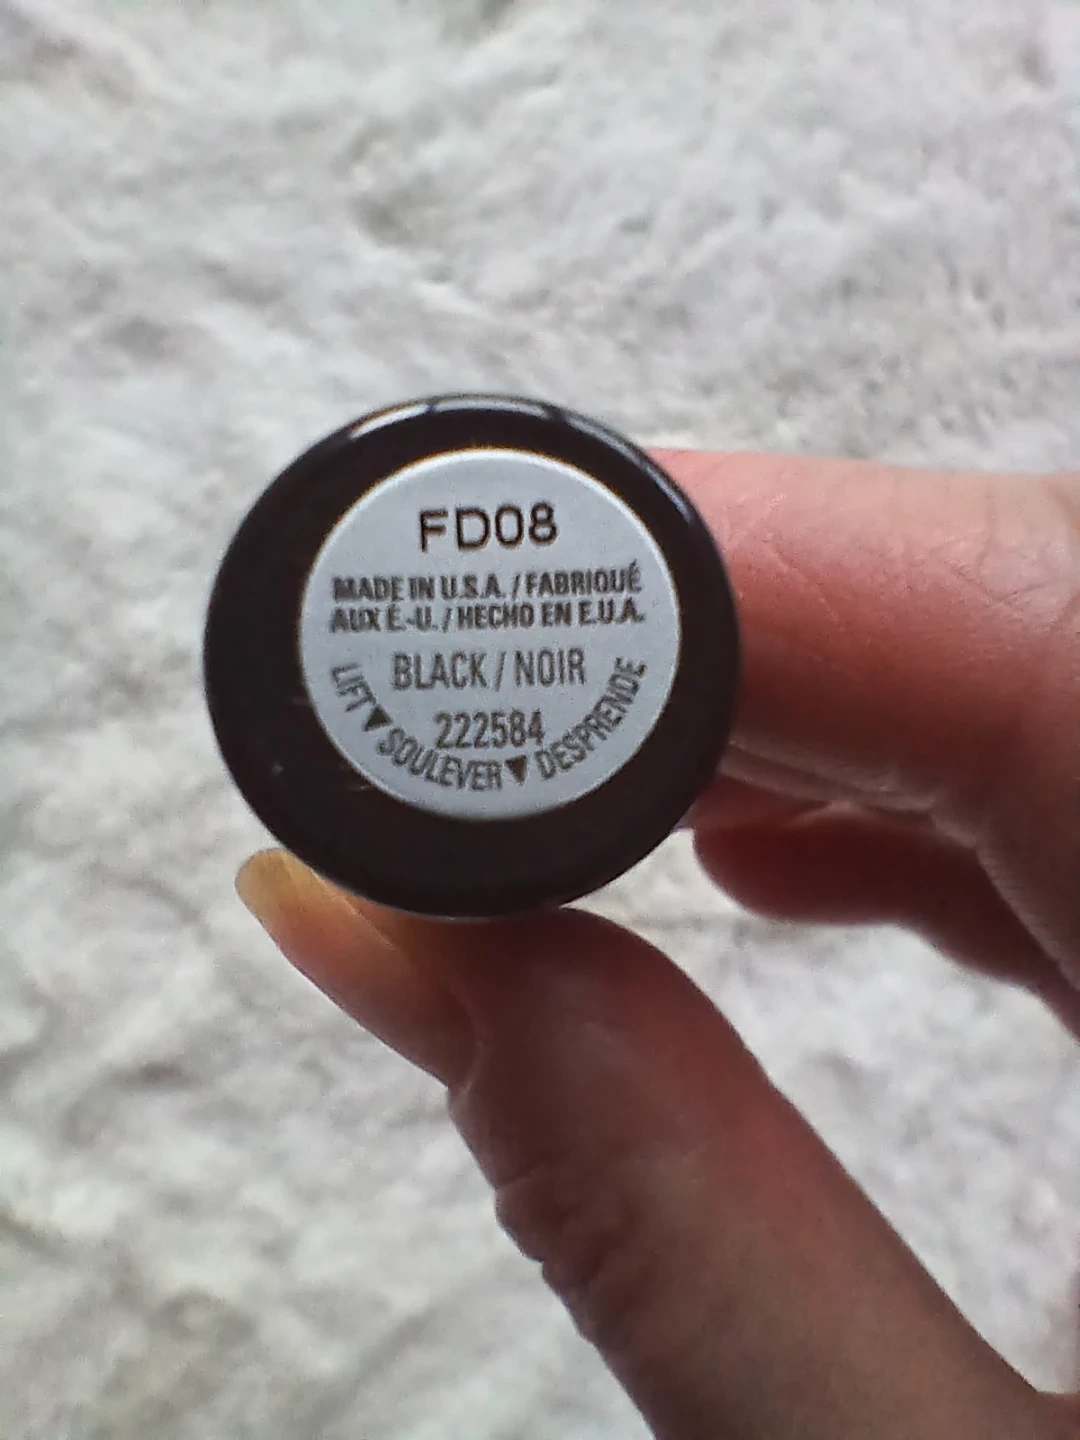 FD08
MADE IN U.S.A. / FABRIQUÉ
AUX É.-U. / HECHO EN E.U.A.
BLACK / NOIR
222584
LIFT▼SOULEVER▼DESPRENDE